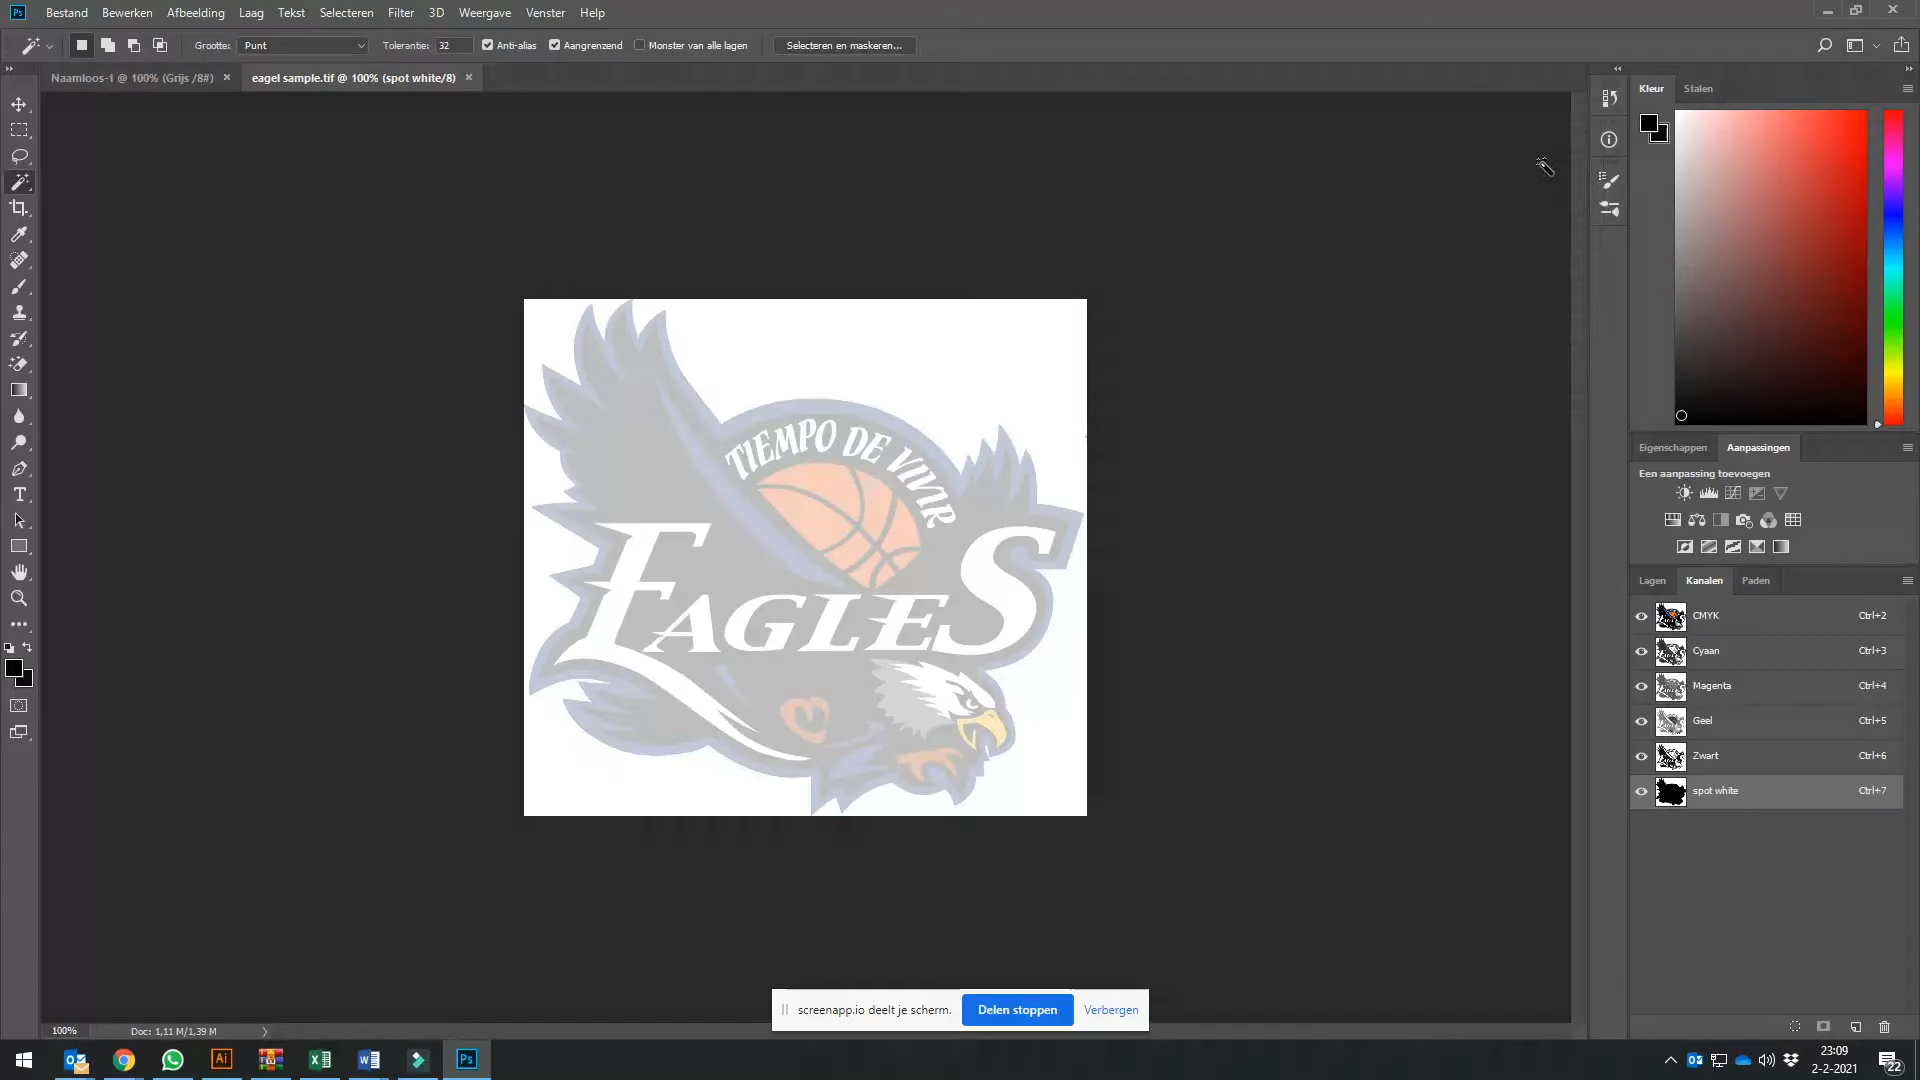 Ps Bestand Bewerken Afbeelding Laag Tekst Selecteren Filter 3D Weergave Venster Help
Grootte: Punt Tolerantie: 32 Anti-alias Aangrenzend Monster van alle lagen Selecteren en maskeren...
Naamloos-1 @ 100% (Grijs /8#) × eagel sample.tif @ 100% (spot white/8) ×
Kleur Stalen
TIEMPO DE VIVIR
EAGLES
Eigenschappen Aanpassingen
Een aanpassing toevoegen
Lagen Kanalen Paden
CMYK Ctrl+2
Cyaan Ctrl+3
Magenta Ctrl+4
Geel Ctrl+5
Zwart Ctrl+6
spot white Ctrl+7
screenapp.io deelt je scherm. Delen stoppen Verbergen
100% Doc: 1,11 M/1,39 M
Ai Ps
23:09
2-2-2021
22